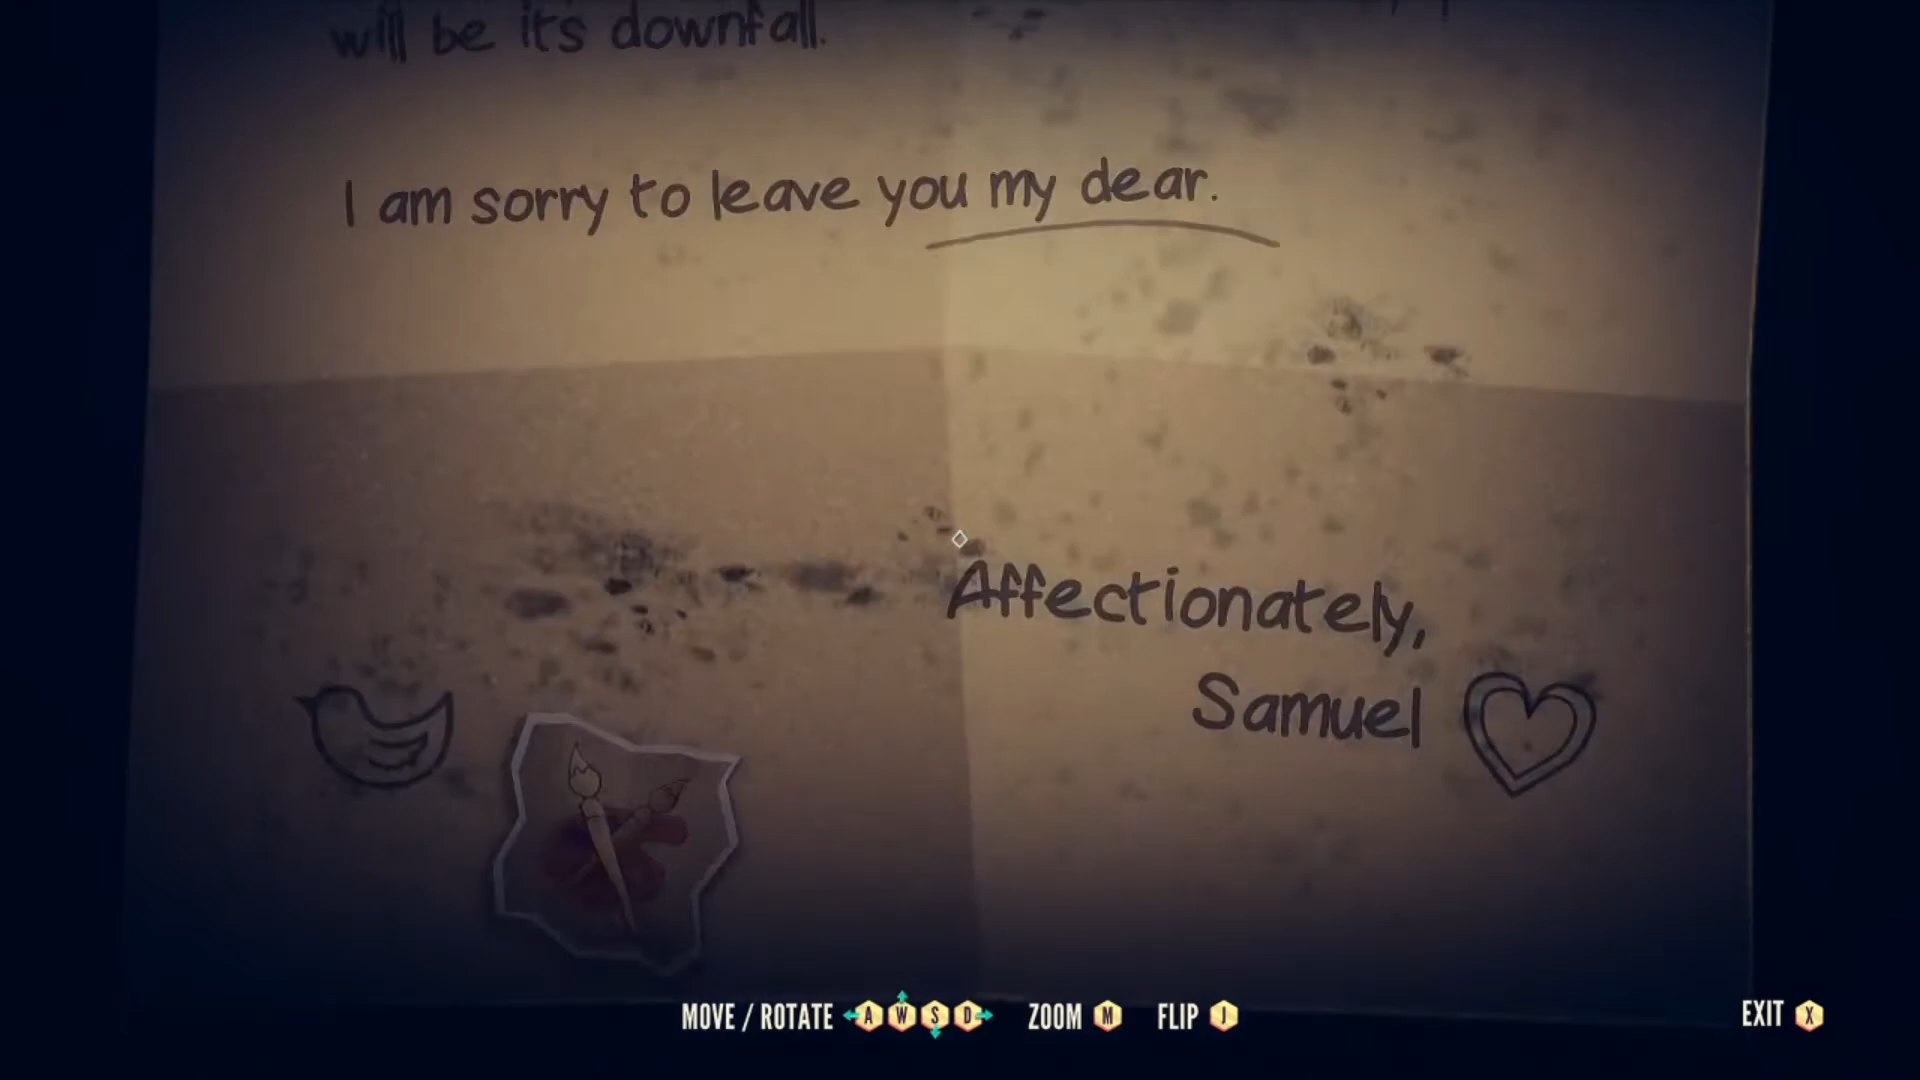 will be its downfall.
I am sorry to leave you my dear.
Affectionately,
Samuel
MOVE / ROTATE A W S D ZOOM M FLIP J
EXIT X